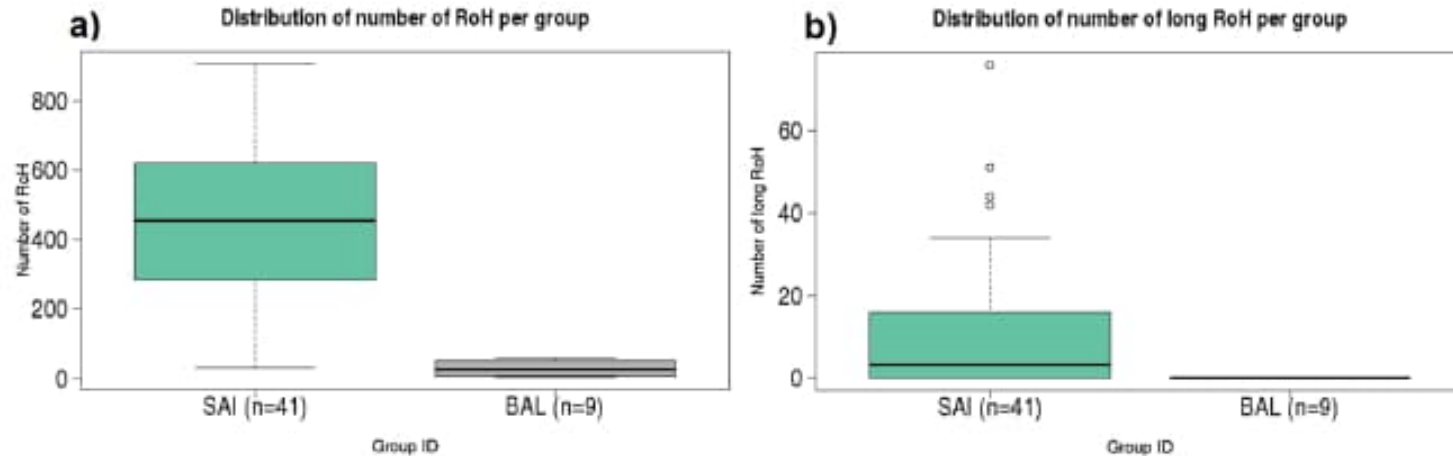 a)
Distribution of number of RoH per group
Number of RoH
800
600
400
200
0
SAI (n=41)
BAL (n=9)
Group ID
b)
Distribution of number of long RoH per group
Number of long RoH
60
40
20
0
SAI (n=41)
BAL (n=9)
Group ID